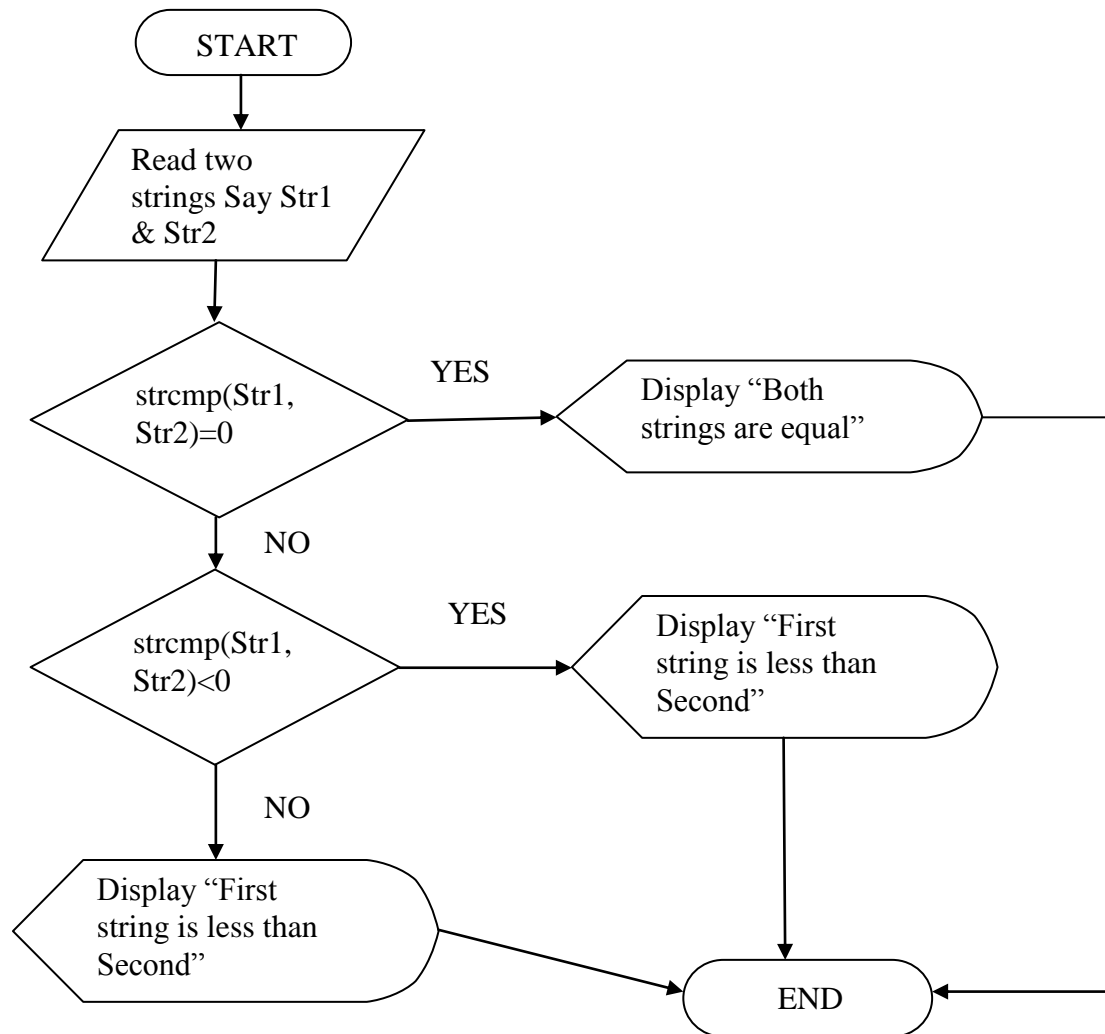 START
Read two
strings Say Str1
& Str2
strcmp(Str1,
Str2)=0
YES
Display “Both
strings are equal”
NO
strcmp(Str1,
Str2)<0
YES
Display “First
string is less than
Second”
NO
Display “First
string is less than
Second”
END